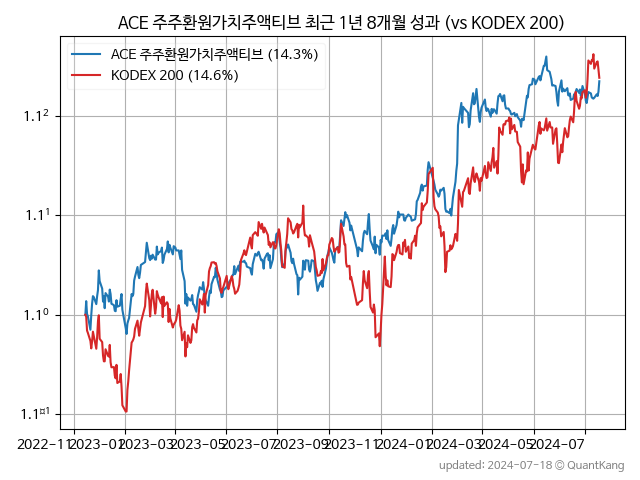 ACE 주주환원가치주액티브 최근 1년 8개월 성과 (vs KODEX 200)
ACE 주주환원가치주액티브 (14.3%)
KODEX 200 (14.6%)
1.1²
1.1¹
1.1⁰
1.1¤¹
2022-11 2023-01 2023-03 2023-05 2023-07 2023-09 2023-11 2024-01 2024-03 2024-05 2024-07
updated: 2024-07-18 © QuantKang